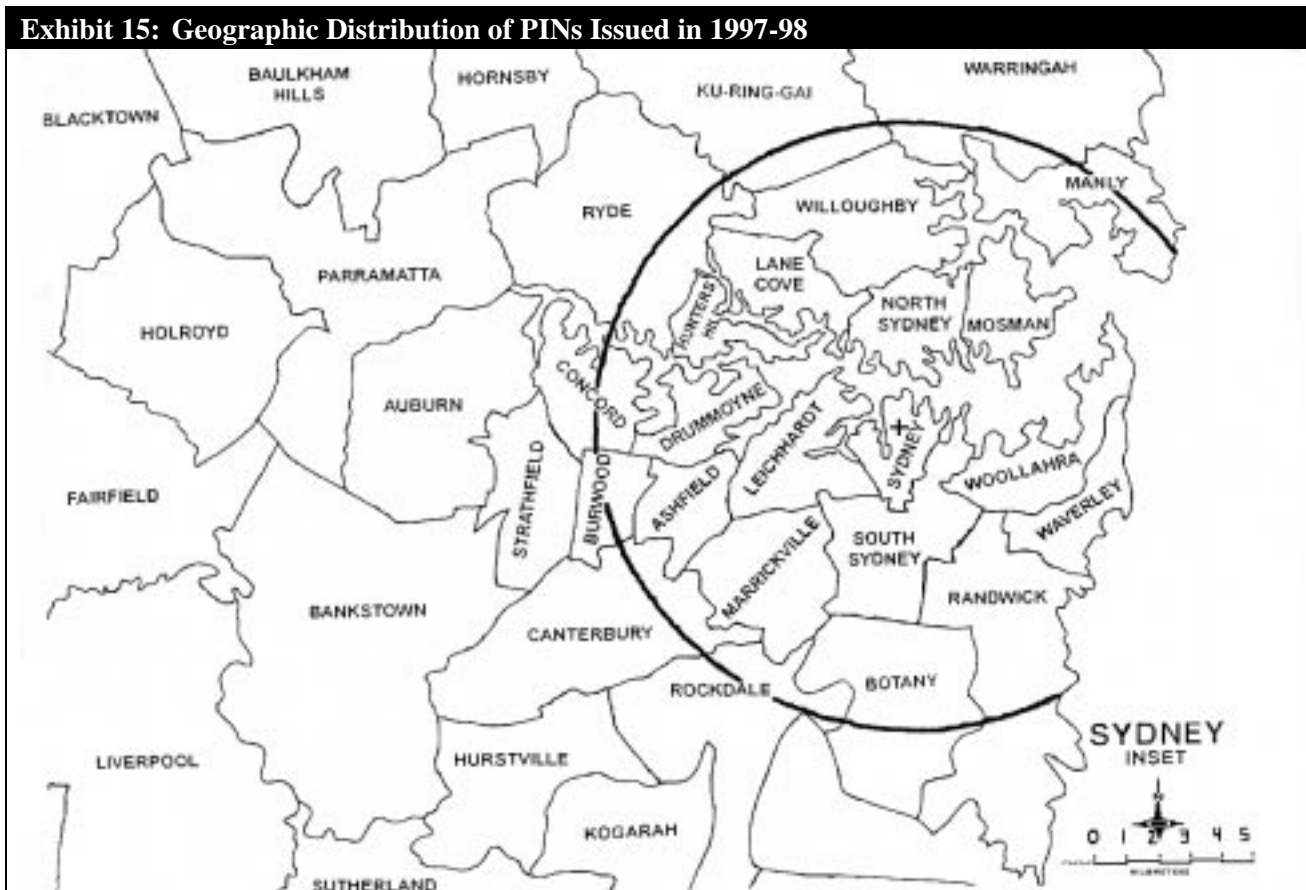 Exhibit 15: Geographic Distribution of PINs Issued in 1997-98
BAULKHAM
HILLS
HORNSBY
KU-RING-GAI
WARRINGAH
BLACKTOWN
MANLY
RYDE
WILLOUGHBY
PARRAMATTA
LANE
COVE
HUNTERS
HILL
NORTH
SYDNEY
MOSMAN
HOLROYD
CONCORD
AUBURN
DRUMMOYNE
LEICHHARDT
SYDNEY
WOOLLAHRA
FAIRFIELD
STRATHFIELD
BURWOOD
ASHFIELD
WAVERLEY
MARRICKVILLE
SOUTH
SYDNEY
RANDWICK
BANKSTOWN
CANTERBURY
ROCKDALE
BOTANY
SYDNEY
INSET
LIVERPOOL
HURSTVILLE
N
KOGARAH
0 1 2 3 4 5
KILOMETRES
SUTHERLAND